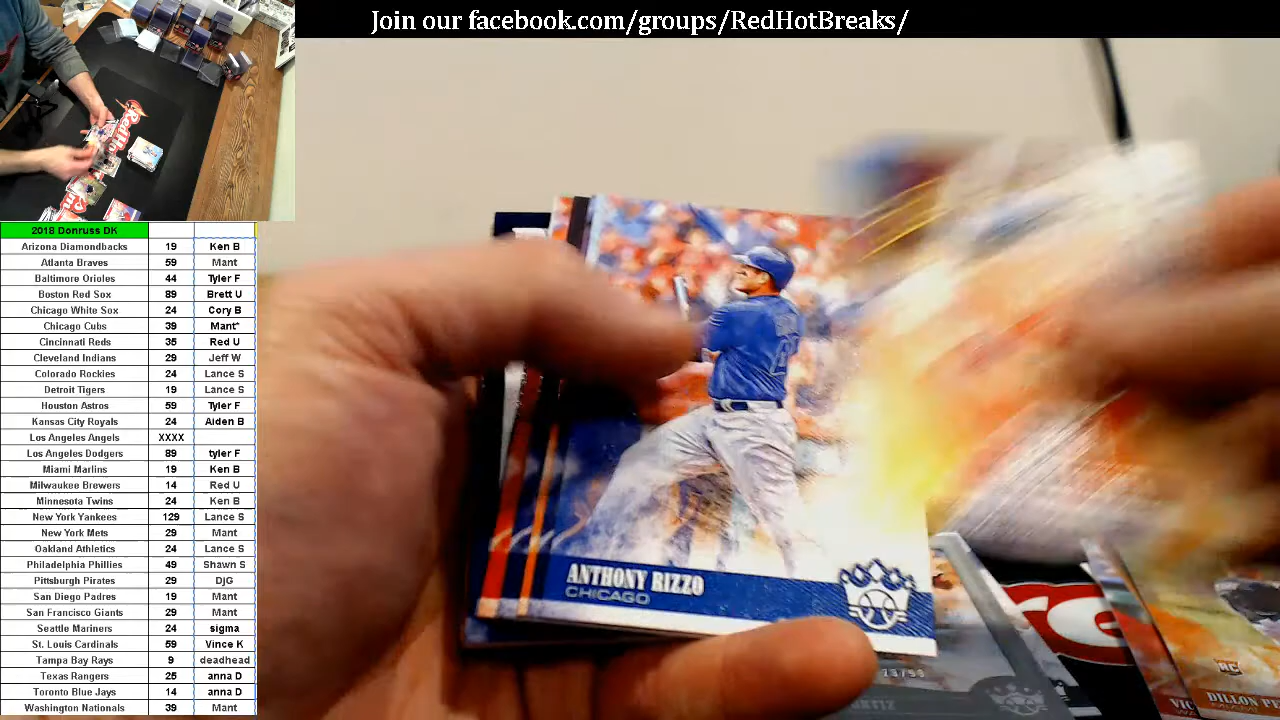 Join our facebook.com/groups/RedHotBreaks/
2018 Donruss DK
Arizona Diamondbacks 19 Ken B
Atlanta Braves 59 Mant
Baltimore Orioles 44 Tyler F
Boston Red Sox 89 Brett U
Chicago White Sox 24 Cory B
Chicago Cubs 39 Mant*
Cincinnati Reds 35 Red U
Cleveland Indians 29 Jeff W
Colorado Rockies 24 Lance S
Detroit Tigers 19 Lance S
Houston Astros 59 Tyler F
Kansas City Royals 24 Aiden B
Los Angeles Angels XXXX
Los Angeles Dodgers 89 tyler F
Miami Marlins 19 Ken B
Milwaukee Brewers 14 Red U
Minnesota Twins 24 Ken B
New York Yankees 129 Lance S
New York Mets 29 Mant
Oakland Athletics 24 Lance S
Philadelphia Phillies 49 Shawn S
Pittsburgh Pirates 29 DjG
San Diego Padres 19 Mant
San Francisco Giants 29 Mant
Seattle Mariners 24 sigma
St. Louis Cardinals 59 Vince K
Tampa Bay Rays 9 deadhead
Texas Rangers 25 anna D
Toronto Blue Jays 14 anna D
Washington Nationals 39 Mant
ANTHONY RIZZO
CHICAGO
RC
DILLON
MIAMI